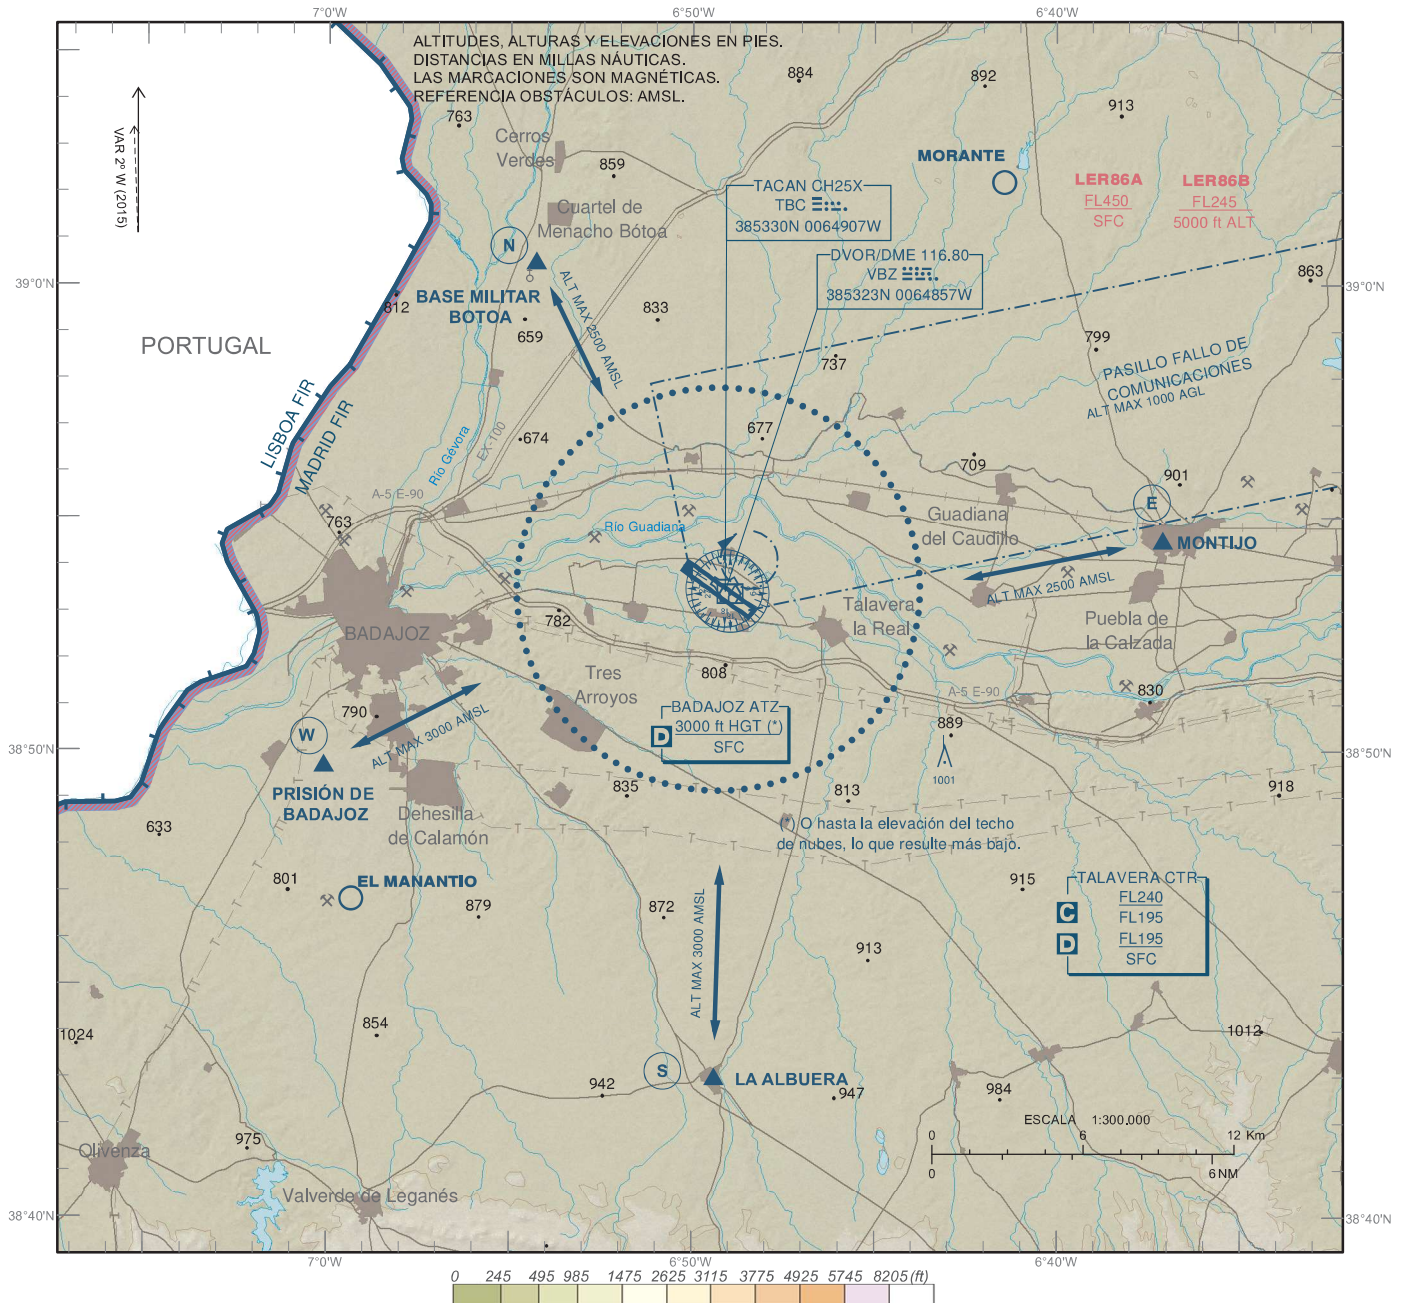 7°0'W
6°50'W
6°40'W
ALTITUDES, ALTURAS Y ELEVACIONES EN PIES.
DISTANCIAS EN MILLAS NÁUTICAS.
LAS MARCACIONES SON MAGNÉTICAS.
REFERENCIA OBSTÁCULOS: AMSL.
VAR 2º W (2015)
884
892
913
763
Cerros
Verdes
859
MORANTE
LER86A
FL450
SFC
LER86B
FL245
5000 ft ALT
TACAN CH25X
TBC
385330N 0064907W
Cuartel de
Menacho Bótoa
N
DVOR/DME 116.80
VBZ
385323N 0064857W
863
39°0'N
39°0'N
BASE MILITAR
BOTOA
ALT MAX 2500 AMSL
812
659
833
799
737
PORTUGAL
PASILLO FALLO DE
COMUNICACIONES
ALT MAX 1000 AGL
LISBOA FIR
MADRID FIR
Río Gévora
EX-100
674
677
709
901
A-5 E-90
763
Río Guadiana
Guadiana
del Caudillo
E
MONTIJO
ALT MAX 2500 AMSL
782
Talavera
la Real
Puebla de
la Calzada
BADAJOZ
808
Tres
Arroyos
A-5 E-90
830
790
W
ALT MAX 3000 AMSL
BADAJOZ ATZ
3000 ft HGT (*)
SFC
D
889
1001
38°50'N
38°50'N
PRISIÓN DE
BADAJOZ
835
813
918
633
Dehesilla
de Calamón
(*) O hasta la elevación del techo
de nubes, lo que resulte más bajo.
801
EL MANANTIO
879
872
915
TALAVERA CTR
FL240
C
FL195
FL195
D
SFC
ALT MAX 3000 AMSL
913
1024
854
1012
S
LA ALBUERA
942
947
984
ESCALA 1:300,000
0 6 12 Km
0 6 NM
975
Olivenza
Valverde de Leganés
38°40'N
38°40'N
7°0'W
6°50'W
6°40'W
0 245 495 985 1475 2625 3115 3775 4925 5745 8205 (ft)